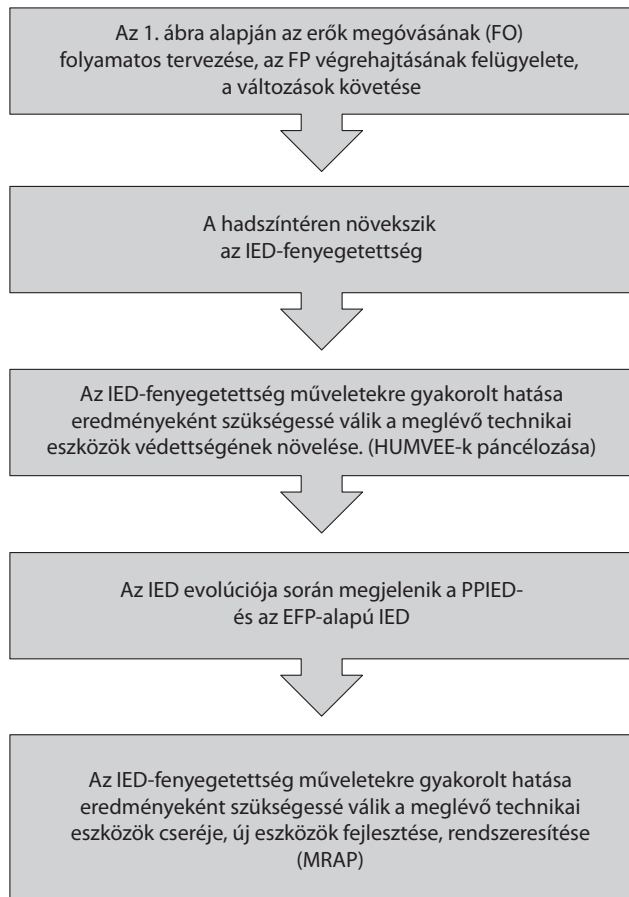 Az 1. ábra alapján az erők megóvásának (FO)
folyamatos tervezése, az FP végrehajtásának felügyelete,
a változások követése
A hadszíntéren növekszik
az IED-fenyegetettség
Az IED-fenyegetettség műveletekre gyakorolt hatása
eredményeként szükségessé válik a meglévő technikai
eszközök védettségének növelése. (HUMVEE-k páncélozása)
Az IED evolúciója során megjelenik a PPIED-
és az EFP-alapú IED
Az IED-fenyegetettség műveletekre gyakorolt hatása
eredményeként szükségessé válik a meglévő technikai
eszközök cseréje, új eszközök fejlesztése, rendszeresítése
(MRAP)